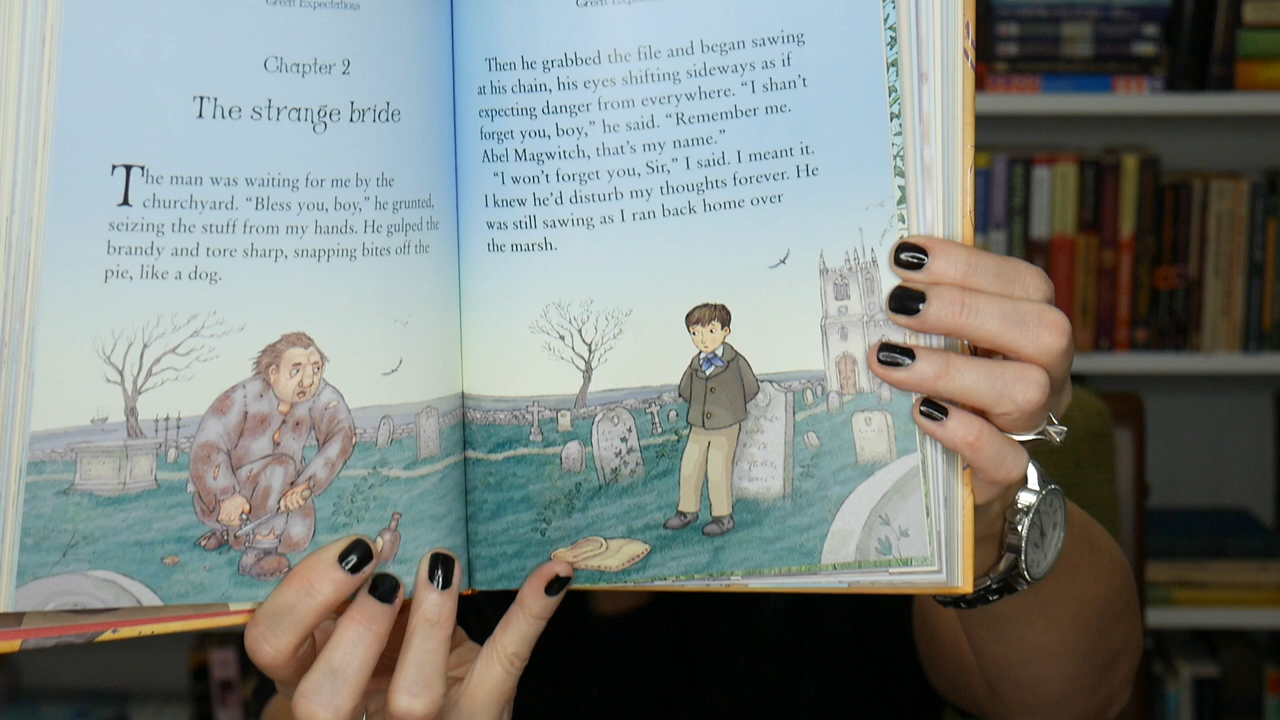 Great Expectations
Chapter 2
The strange bride
The man was waiting for me by the
churchyard. “Bless you, boy,” he grunted,
seizing the stuff from my hands. He gulped the
brandy and tore sharp, snapping bites off the
pie, like a dog.
Great
Then he grabbed the file and began sawing
at his chain, his eyes shifting sideways as if
expecting danger from everywhere. “I shan’t
forget you, boy,” he said. “Remember me.
Abel Magwitch, that’s my name.”
“I won’t forget you, Sir,” I said. I meant it.
I knew he’d disturb my thoughts forever. He
was still sawing as I ran back home over
the marsh.